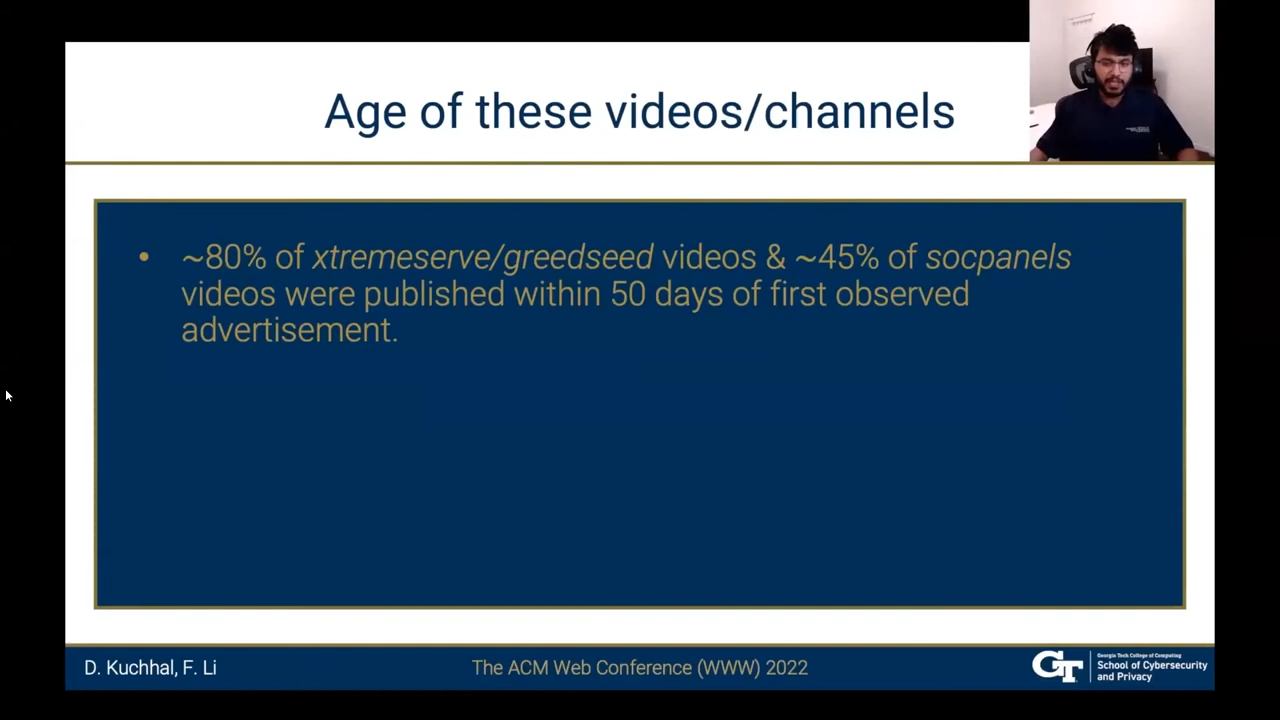 Age of these videos/channels
• ~80% of xtremeserve/greedseed videos & ~45% of socpanels
videos were published within 50 days of first observed
advertisement.
D. Kuchhal, F. Li
The ACM Web Conference (WWW) 2022
GT
Georgia Tech College of Computing
School of Cybersecurity
and Privacy